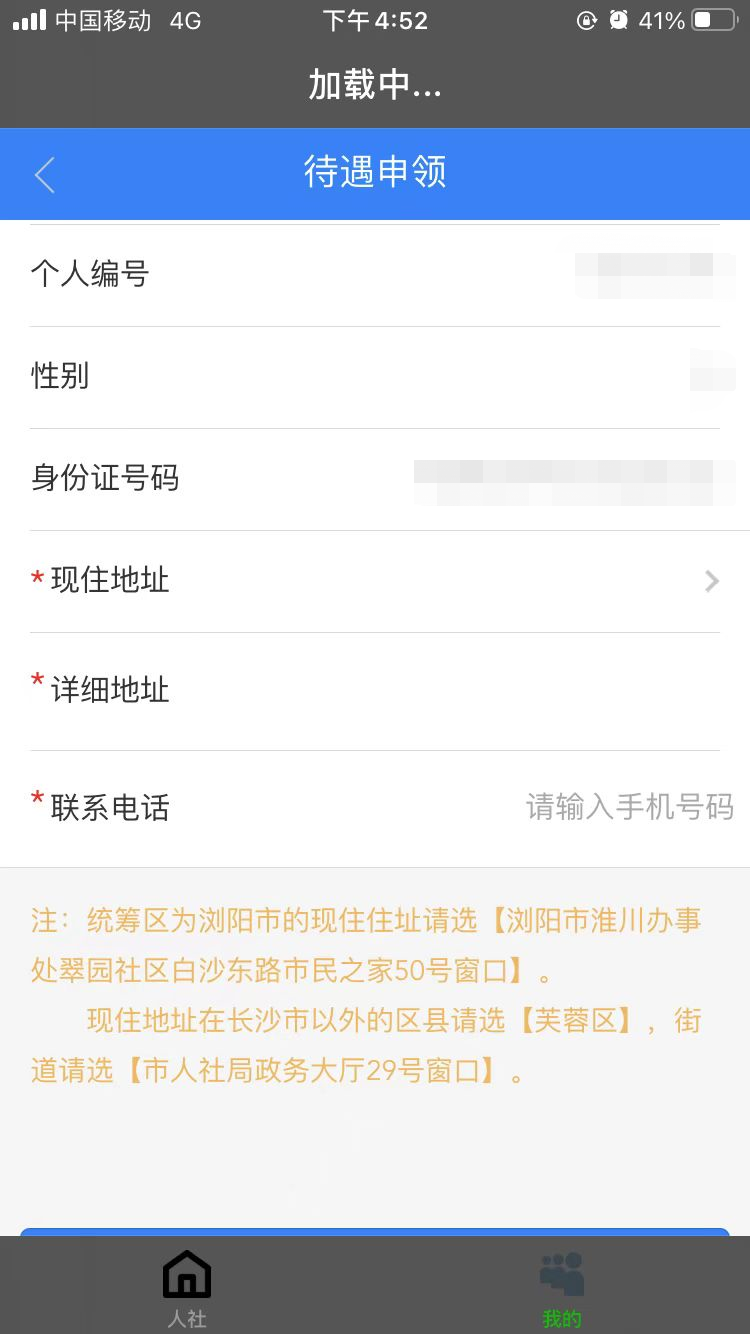 中国移动 4G 下午4:52 41%
加载中...
待遇申领
个人编号
性别
身份证号码
*现住地址
*详细地址
*联系电话 请输入手机号码
注：统筹区为浏阳市的现住住址请选【浏阳市淮川办事
处翠园社区白沙东路市民之家50号窗口】。
现住地址在长沙市以外的区县请选【芙蓉区】，街
道请选【市人社局政务大厅29号窗口】。
人社 我的